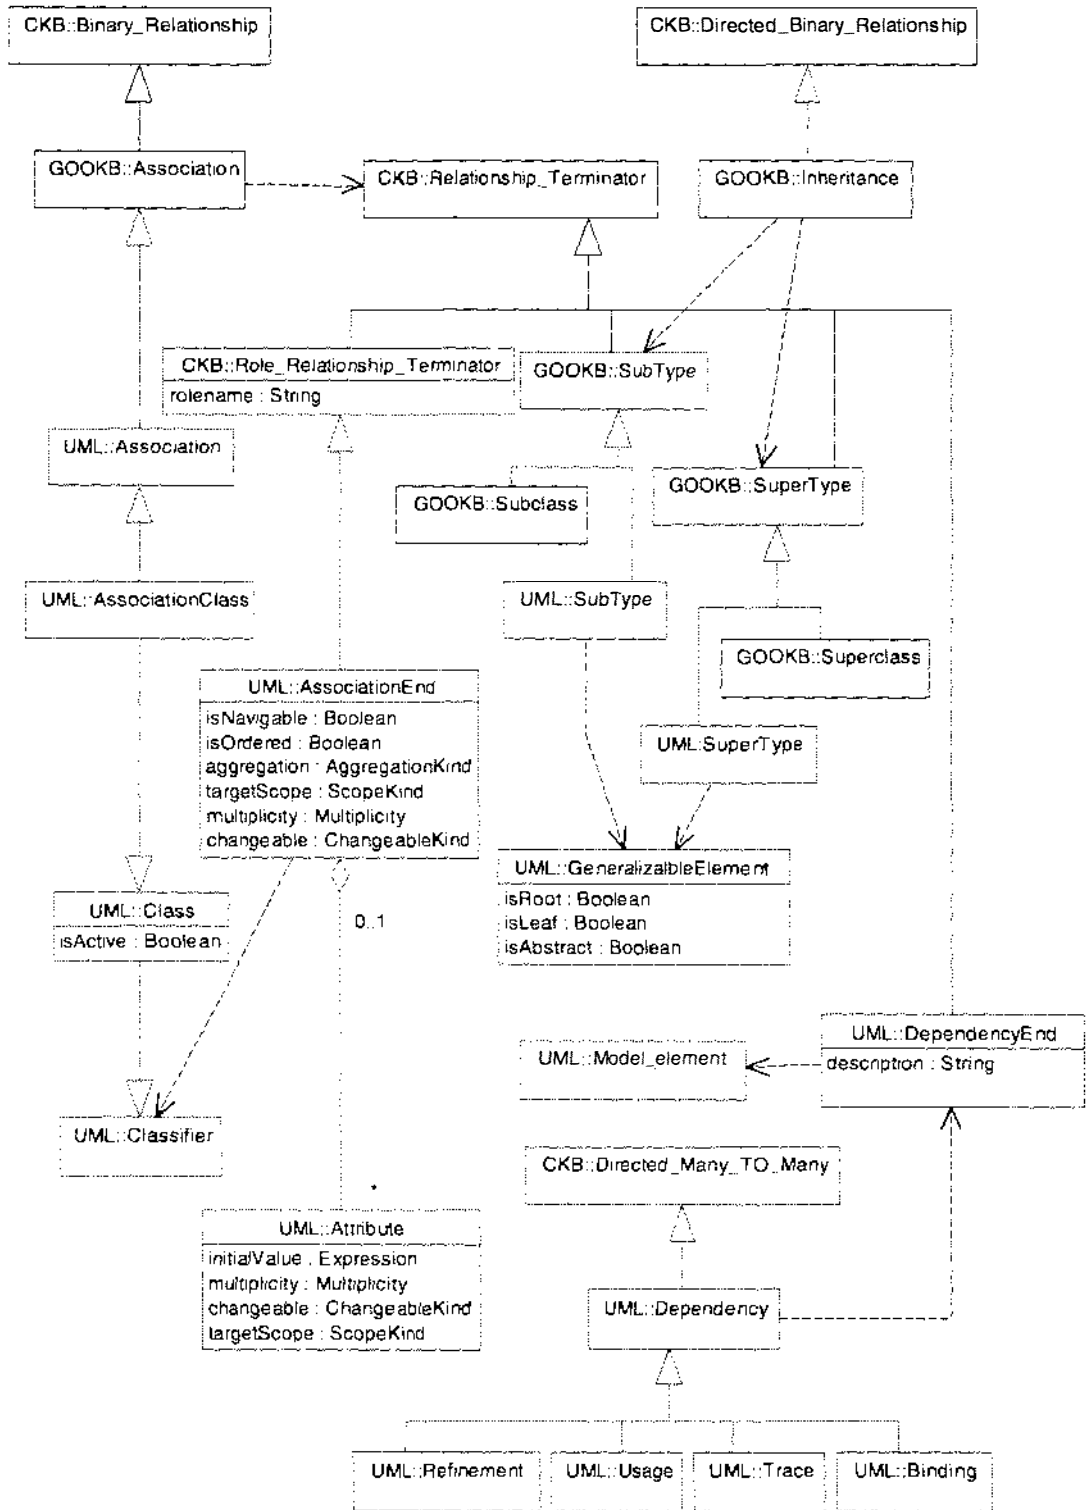 CKB::Binary_Relationship
CKB::Directed_Binary_Relationship
GOOKB::Association
CKB::Relationship_Terminator
GOOKB::Inheritance
CKB::Role_Relationship_Terminator
rolename : String
GOOKB::SubType
UML::Association
GOOKB::Subclass
GOOKB::SuperType
UML::AssociationClass
UML::SubType
GOOKB::Superclass
UML::AssociationEnd
isNavigable : Boolean
isOrdered : Boolean
aggregation : AggregationKind
targetScope : ScopeKind
multiplicity : Multiplicity
changeable : ChangeableKind
UML:SuperType
UML::GeneralizalbleElement
isRoot : Boolean
isLeaf : Boolean
isAbstract : Boolean
UML::Class
isActive : Boolean
0..1
UML::DependencyEnd
description : String
UML::Model_element
UML::Classifier
CKB::Directed_Many_TO_Many
*
UML::Attribute
initialValue . Expression
multiplicity : Multiplicity
changeable : ChangeableKind
targetScope : ScopeKind
UML::Dependency
UML::Refinement
UML::Usage
UML::Trace
UML::Binding